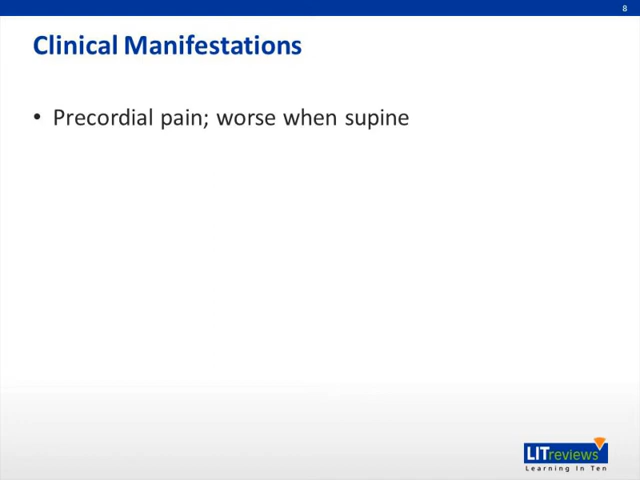 8
Clinical Manifestations
• Precordial pain; worse when supine
LITreviews
Learning In Ten